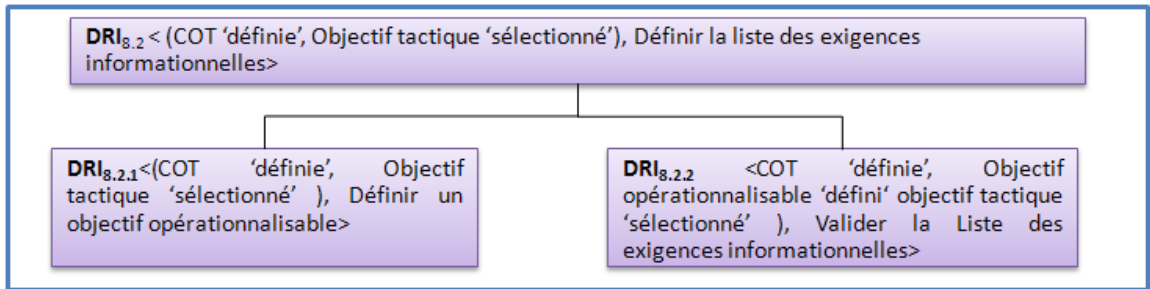 DRI8.2 < (COT ‘définie’, Objectif tactique ‘sélectionné’), Définir la liste des exigences
informationnelles>
DRI8.2.1<(COT ‘définie’, Objectif
tactique ‘sélectionné’ ), Définir un
objectif opérationnalisable>
DRI8.2.2 <COT ‘définie’, Objectif
opérationnalisable ‘défini‘ objectif tactique
‘sélectionné’ ), Valider la Liste des
exigences informationnelles>